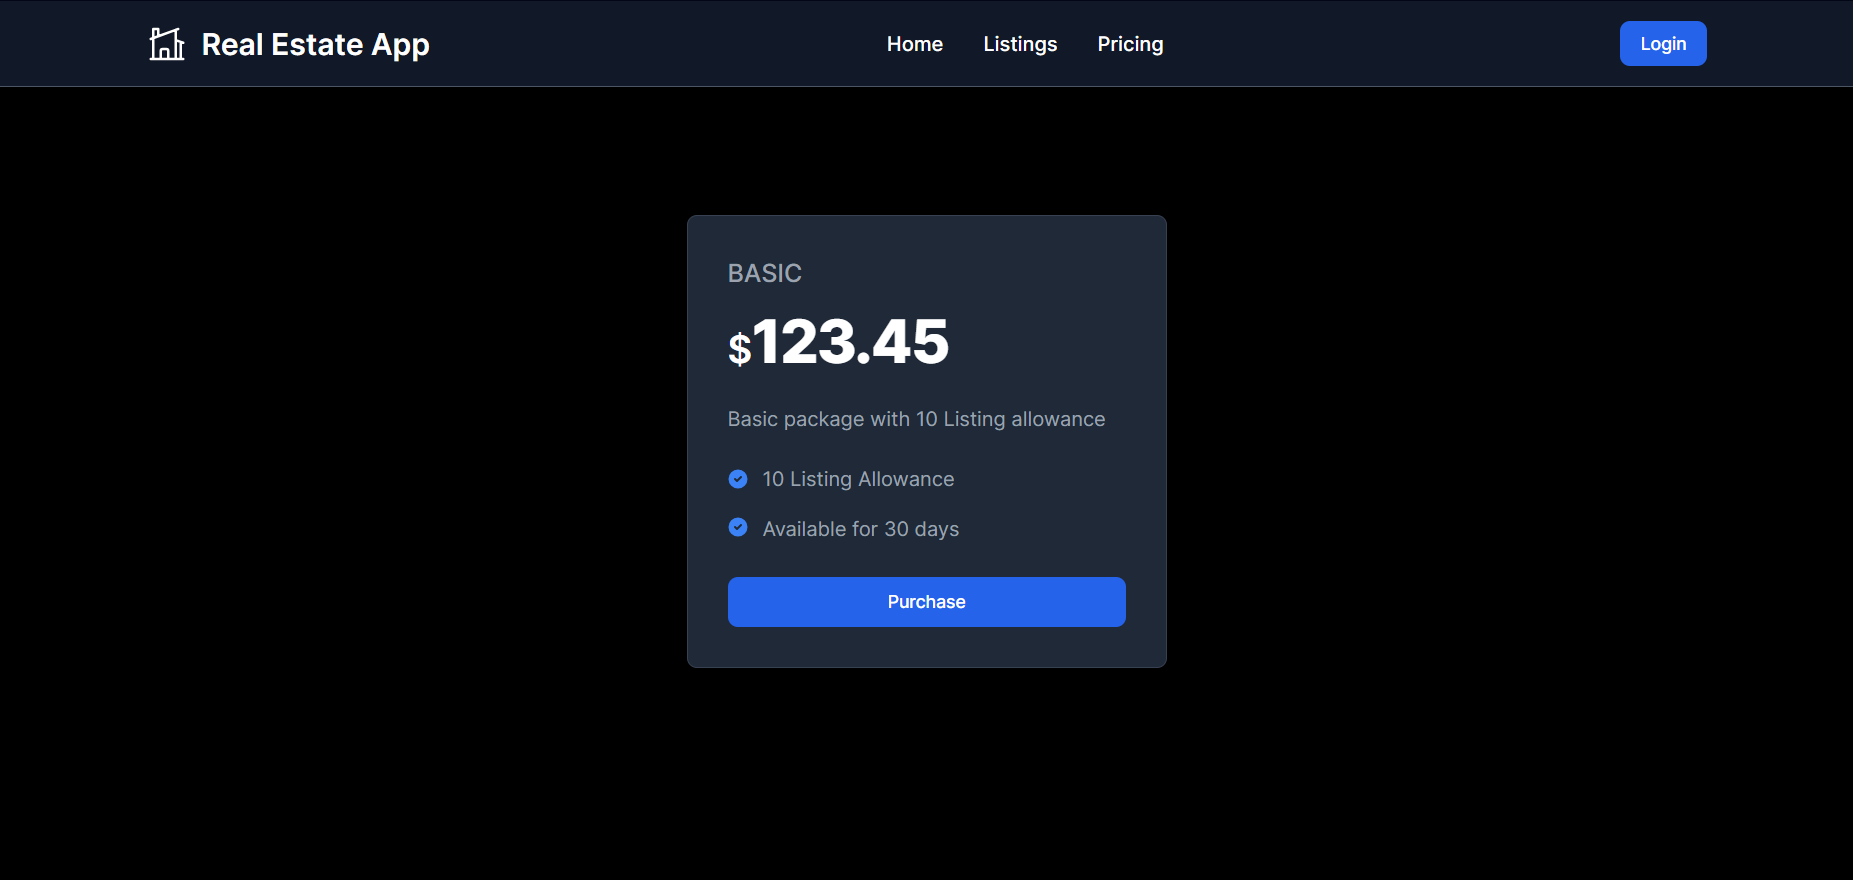 Real Estate App
Home Listings Pricing
Login
BASIC
$123.45
Basic package with 10 Listing allowance
10 Listing Allowance
Available for 30 days
Purchase